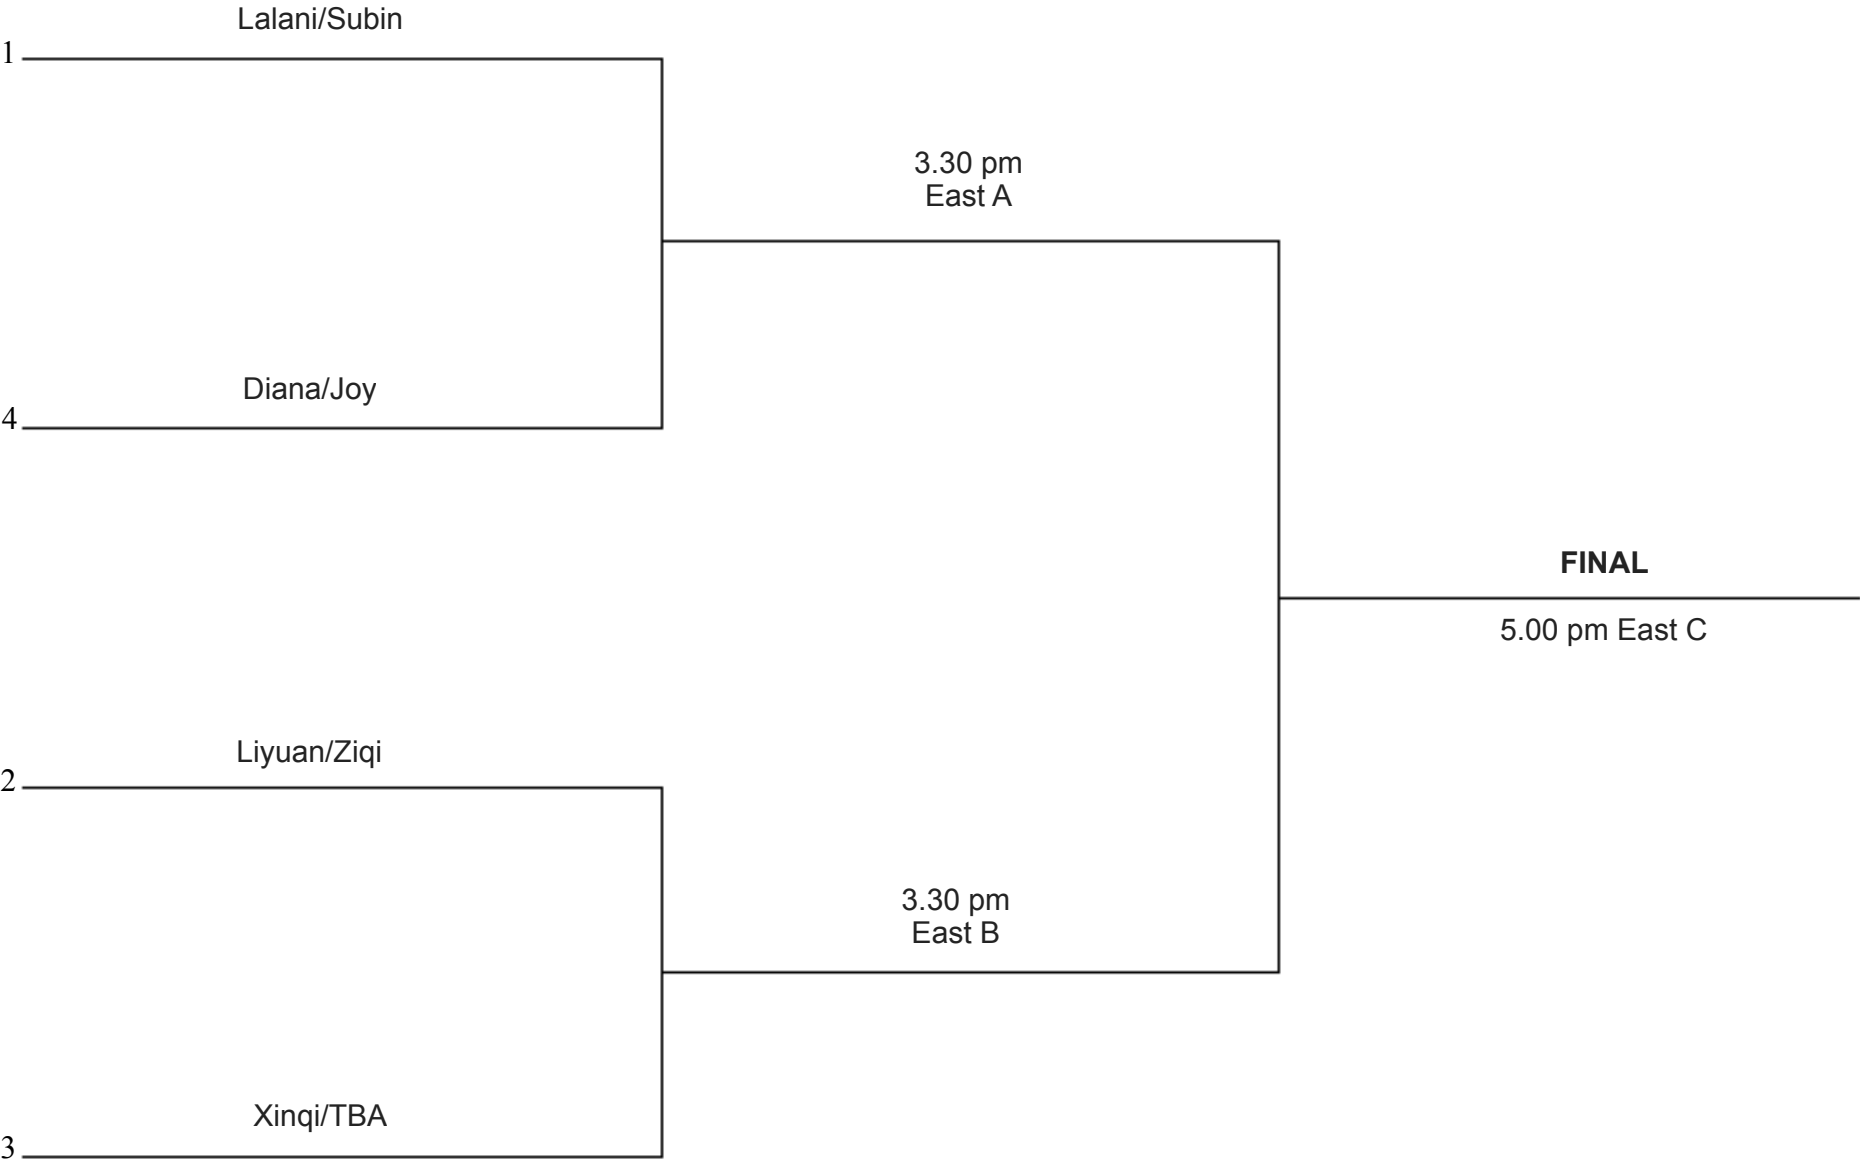 Lalani/Subin
1
3.30 pm
East A
Diana/Joy
4
FINAL
5.00 pm East C
Liyuan/Ziqi
2
3.30 pm
East B
Xinqi/TBA
3